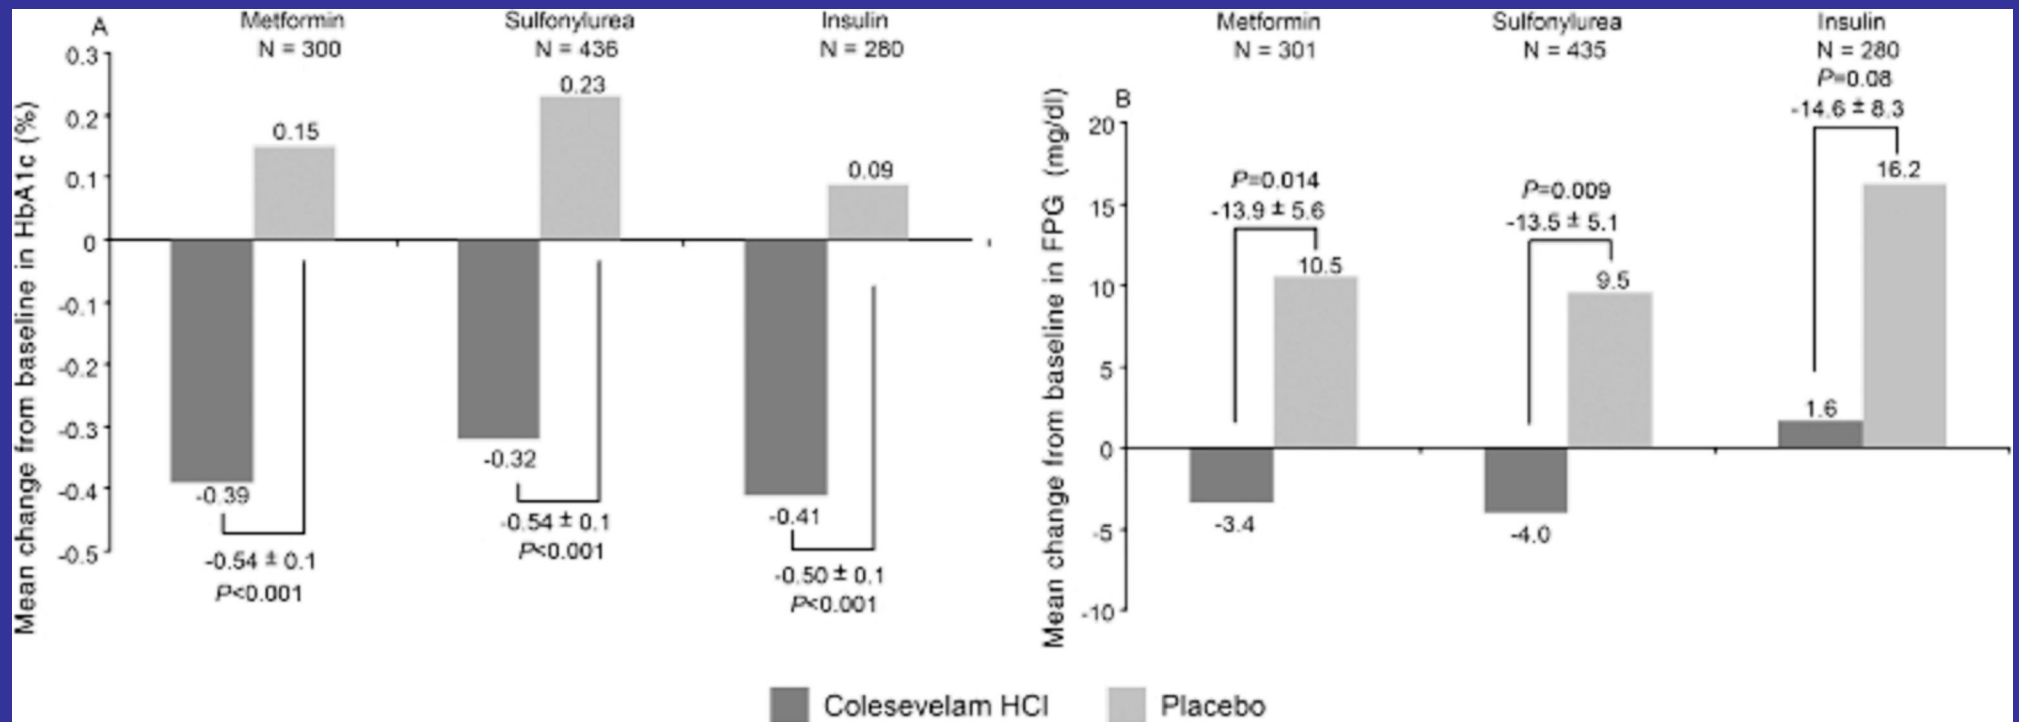 A
Metformin
N = 300
Sulfonylurea
N = 436
Insulin
N = 280
Mean change from baseline in HbA1c (%)
0.3
0.2
0.1
0
-0.1
-0.2
-0.3
-0.4
-0.5
0.15
0.23
0.09
-0.39
-0.32
-0.41
-0.54 ± 0.1
P<0.001
-0.54 ± 0.1
P<0.001
-0.50 ± 0.1
P<0.001
B
Metformin
N = 301
Sulfonylurea
N = 435
Insulin
N = 280
Mean change from baseline in FPG (mg/dl)
20
15
10
5
0
-5
-10
P=0.014
-13.9 ± 5.6
10.5
-3.4
P=0.009
-13.5 ± 5.1
9.5
-4.0
P=0.08
-14.6 ± 8.3
16.2
1.6
Colesevelam HCl
Placebo